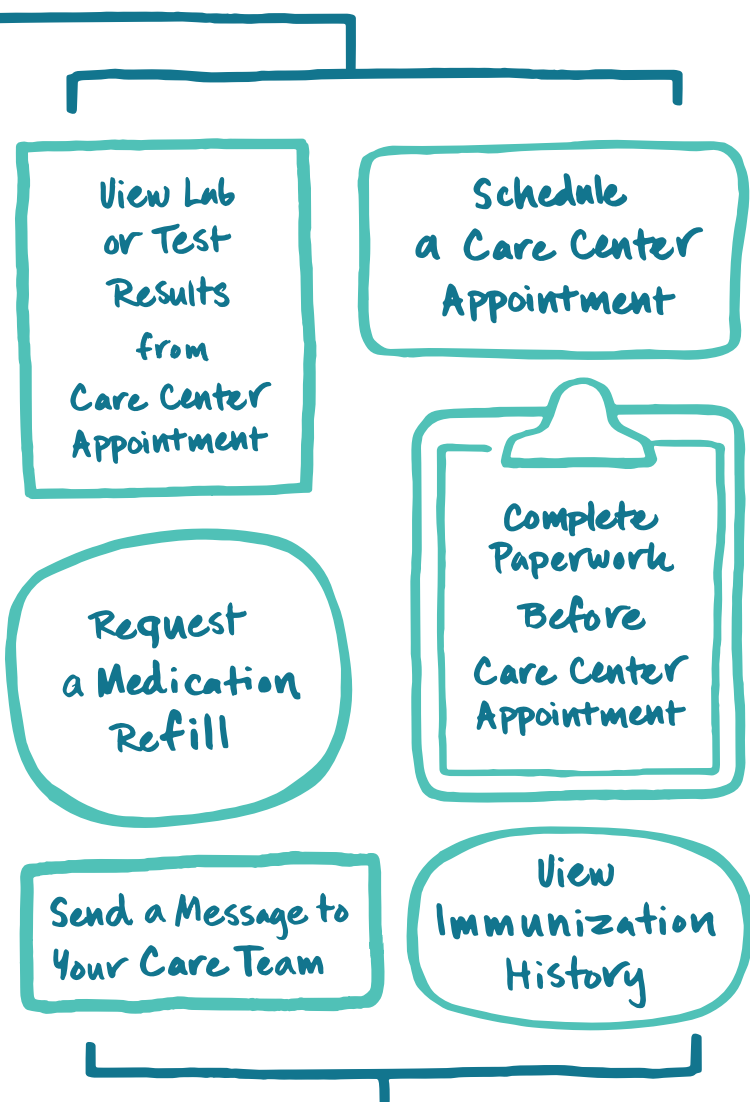 View Lab
or Test
Results
from
Care Center
Appointment
Schedule
a Care Center
Appointment
Complete
Paperwork
Before
Care Center
Appointment
Request
a Medication
Refill
Send a Message to
Your Care Team
View
Immunization
History